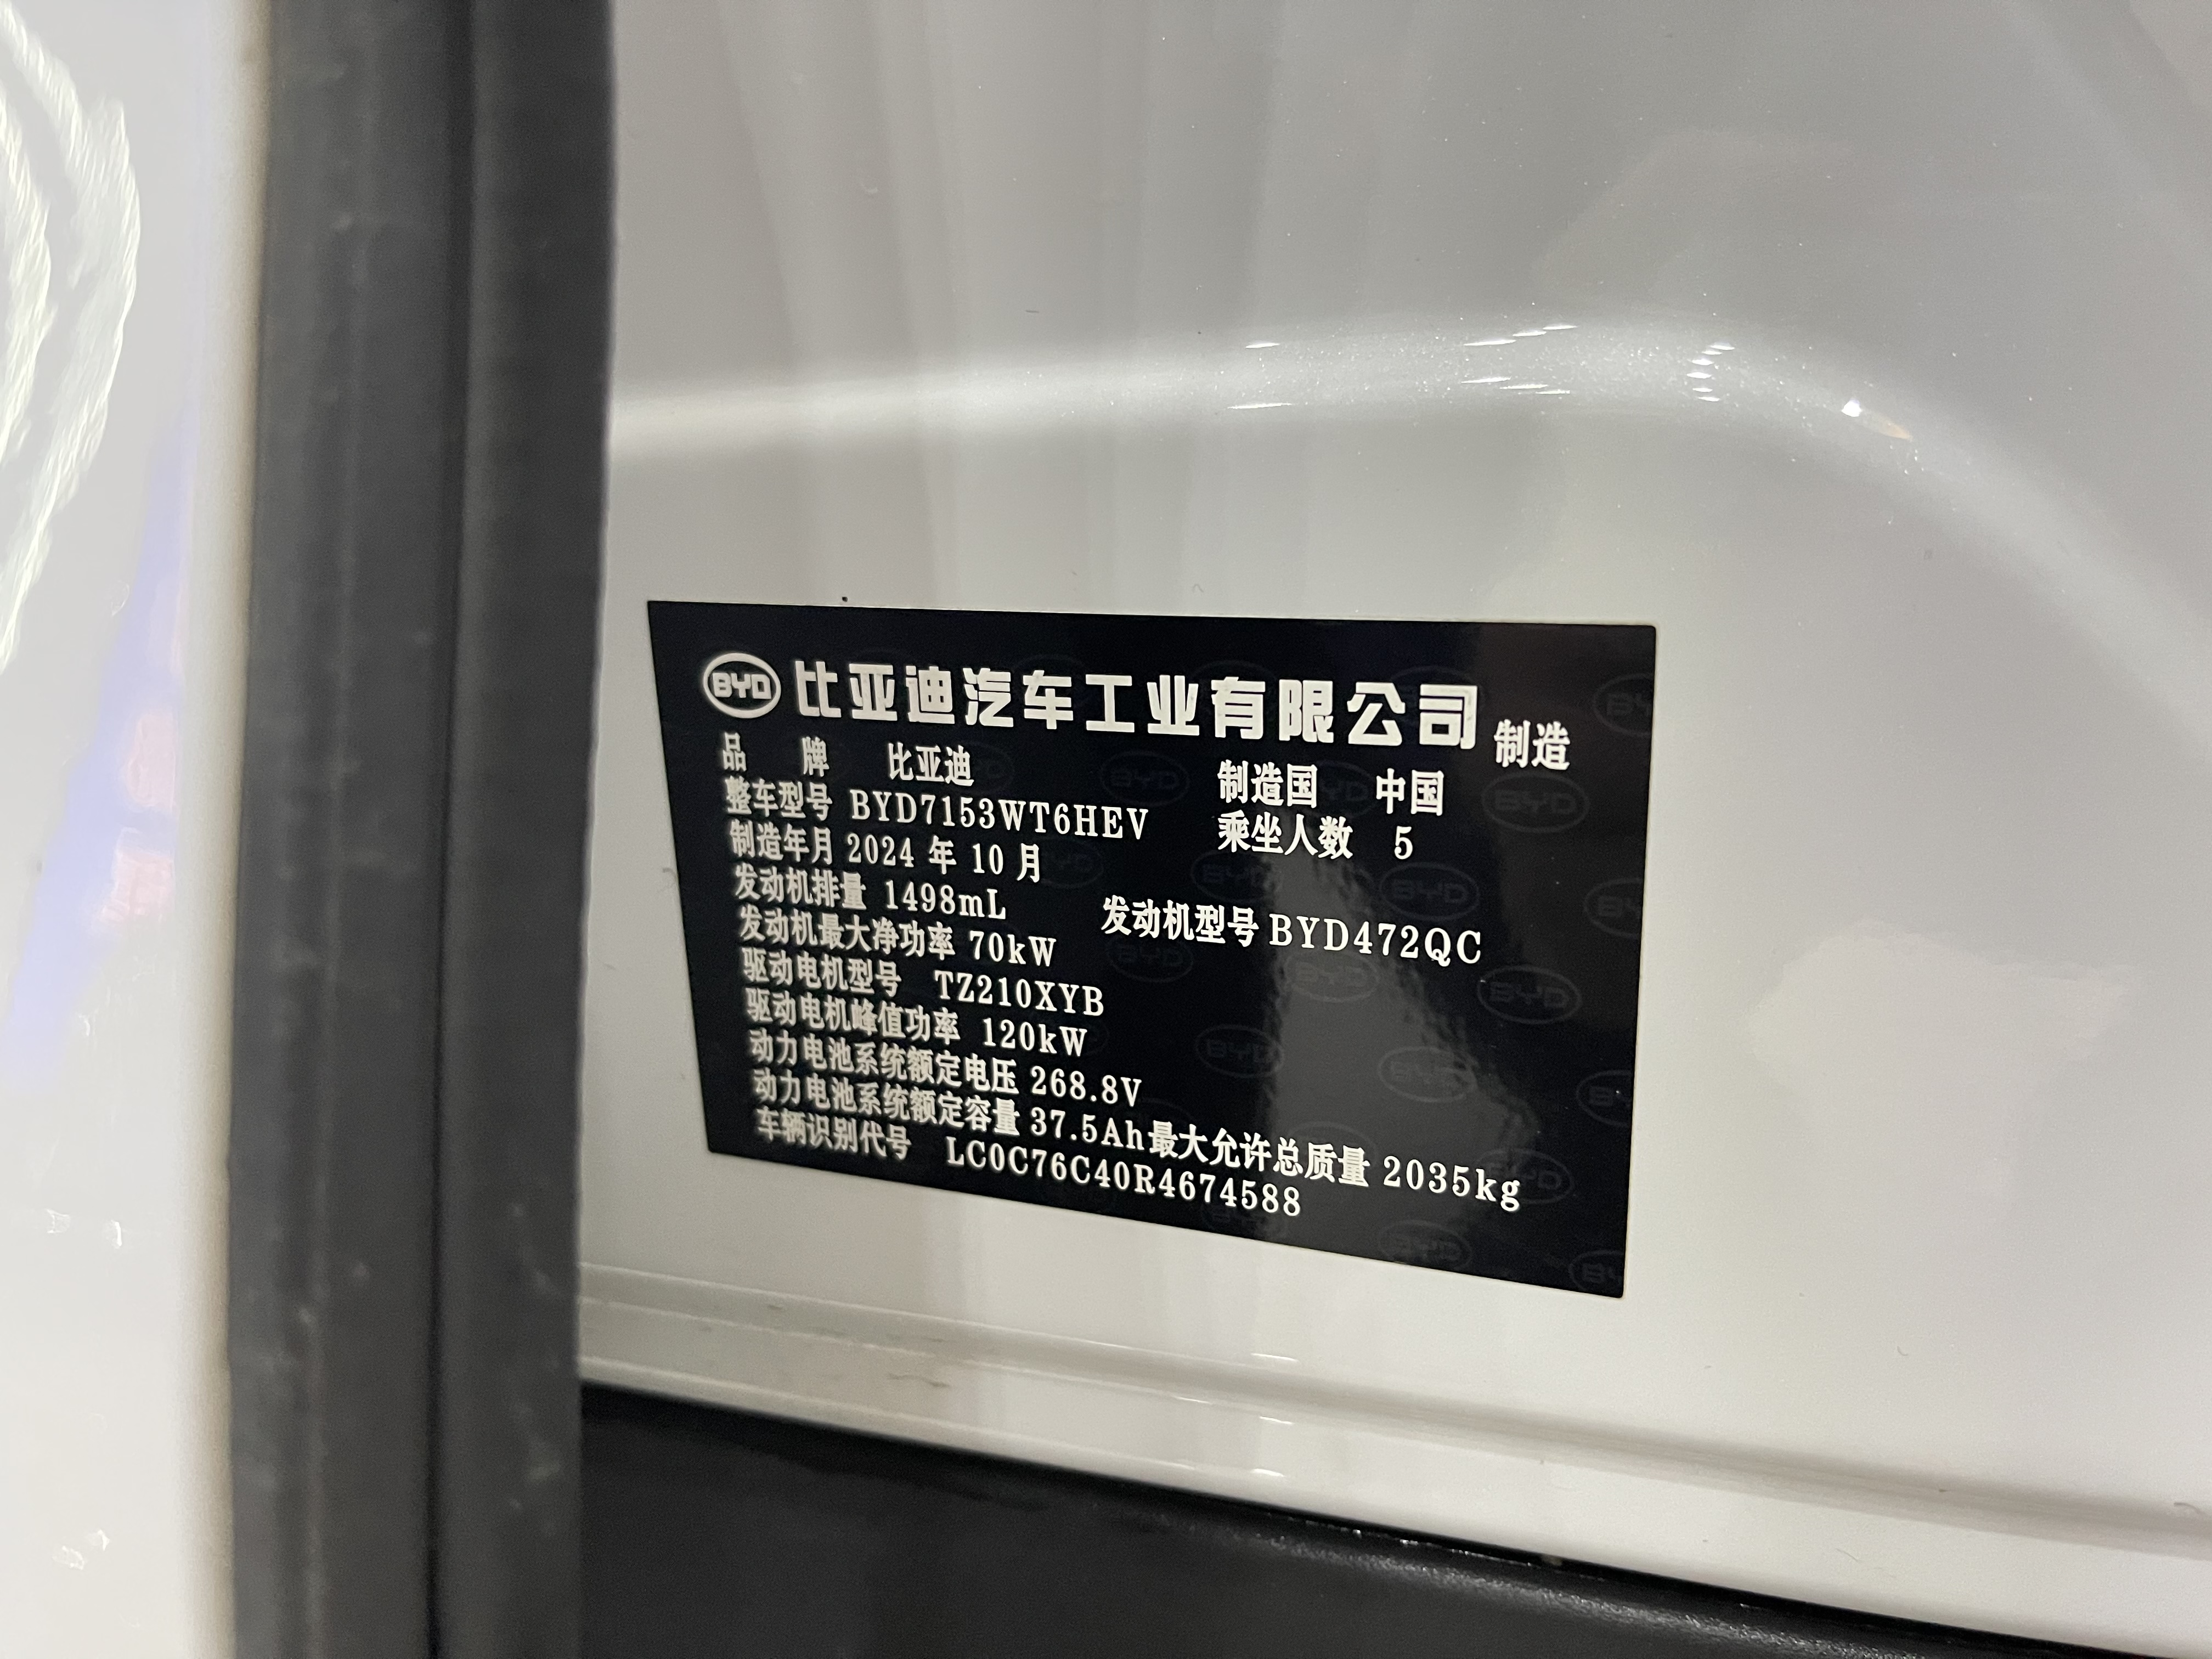 BYD 比亚迪汽车工业有限公司 制造
品 牌 比亚迪 制造国 中国
整车型号 BYD7153WT6HEV 乘坐人数 5
制造年月 2024 年 10 月
发动机排量 1498mL 发动机型号 BYD472QC
发动机最大净功率 70kW
驱动电机型号 TZ210XYB
驱动电机峰值功率 120kW
动力电池系统额定电压 268.8V
动力电池系统额定容量 37.5Ah 最大允许总质量 2035kg
车辆识别代号 LC0C76C40R4674588